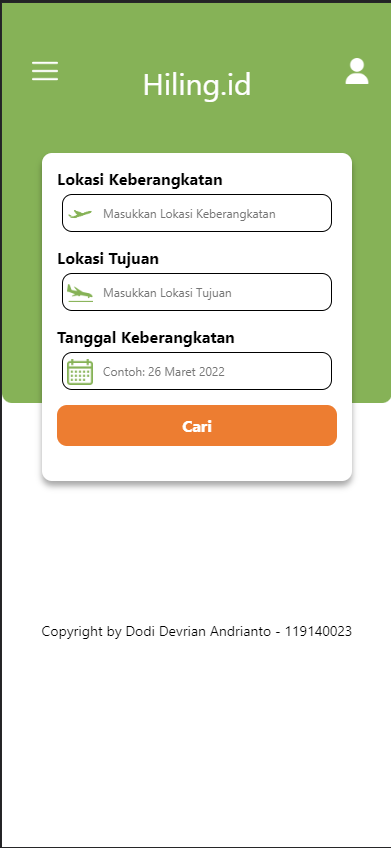 Hiling.id
Lokasi Keberangkatan
Masukkan Lokasi Keberangkatan
Lokasi Tujuan
Masukkan Lokasi Tujuan
Tanggal Keberangkatan
Contoh: 26 Maret 2022
Cari
Copyright by Dodi Devrian Andrianto - 119140023